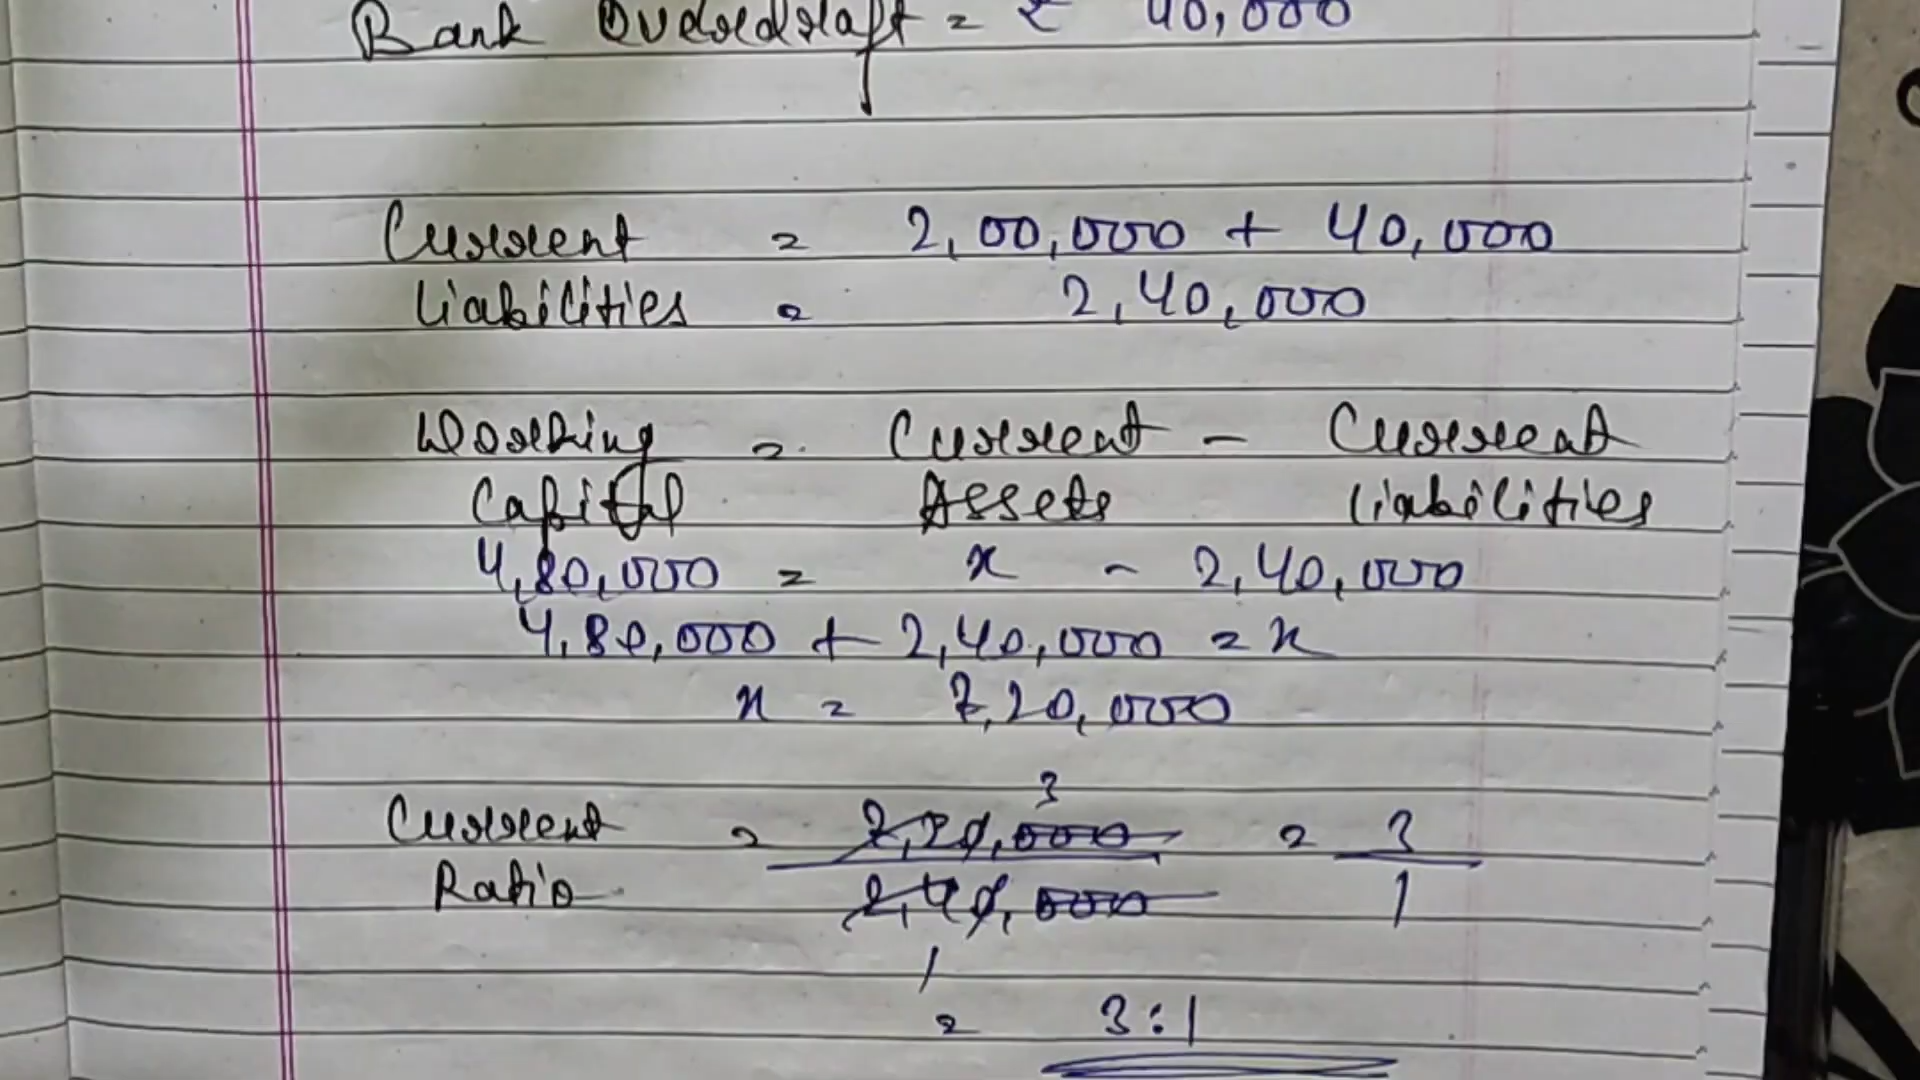 Bank Overdraft = ₹ 40,000
Current = 2,00,000 + 40,000
liabilities = 2,40,000
Working = Current - Current
Capital Assets liabilities
4,80,000 = x - 2,40,000
4,80,000 + 2,40,000 = x
x = 7,20,000
3
Current = 7,20,000 = 3
Ratio 2,40,000 1
1
= 3:1